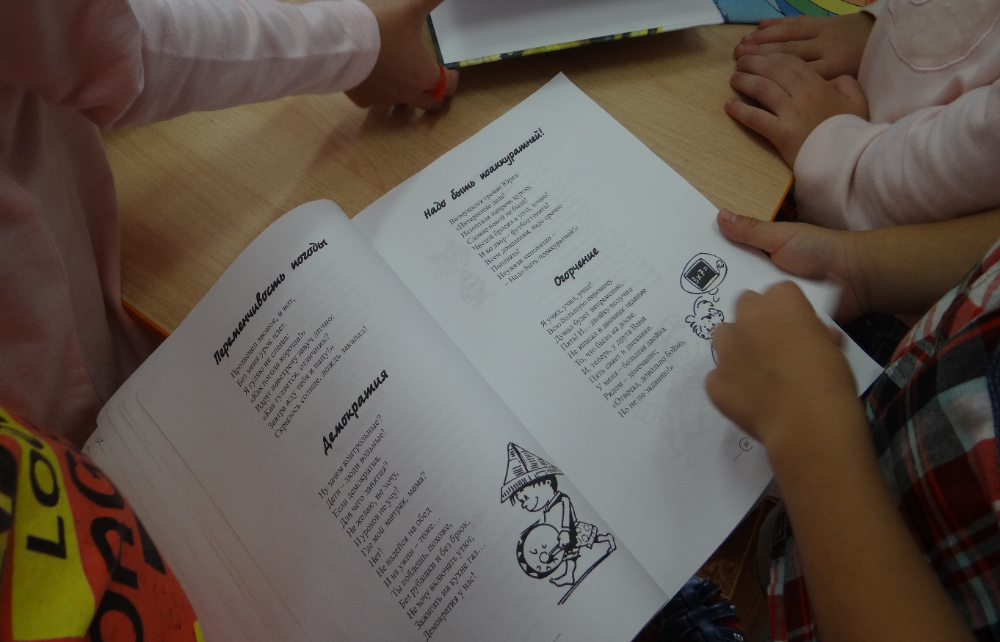 Переменчивость погоды
Прозвенел звонок, и вот,
Без меня урок идет.
Я гуляю не спеша:
«Как погода хороша!»
Вдруг навстречу завуч лично:
«Как гуляется, отличник?
Завтра жду тебя и папу!»
Скрылось солнце, дождь закапал!
Демократия
Ну зачем контрольные?
Дети – люди вольные!
Если демократия,
Для чего занятия?
Не желаю, не хочу,
И уроков не учу!
Где мой завтрак, мама?
Нет!
Не надейся на обед
И на ужин – тоже…
Ты пойдешь, похоже,
Без рубашки и без брюк.
Не хочу включать утюг,
Зажигать на кухне газ…
Демократия у нас!
Надо быть поаккуратней!
Возмущался громко Юрка:
«Интересные дела!
Истоптали напрочь куртку,
Словно новой не была!
Чистой бросил в угол, точно!
И во двор – футбол гонять!
Всем домашним, надо срочно
Попенять!
Неужели непонятно –
– Надо быть поаккуратней!»
Огорчение
Я учил, учил, учил!
Всю большую перемену.
Думал будет непременно,
Пять! И... двойку получил
Не вписал в дневник задание
То, что было на доске.
И, теперь, у друга Вани
Пять сияет в дневнике,
У меня – большая двойка.
Рядом – замечание:
«Отвечал, довольно бойко,
Но не по заданию!»
3x7=
11
LO